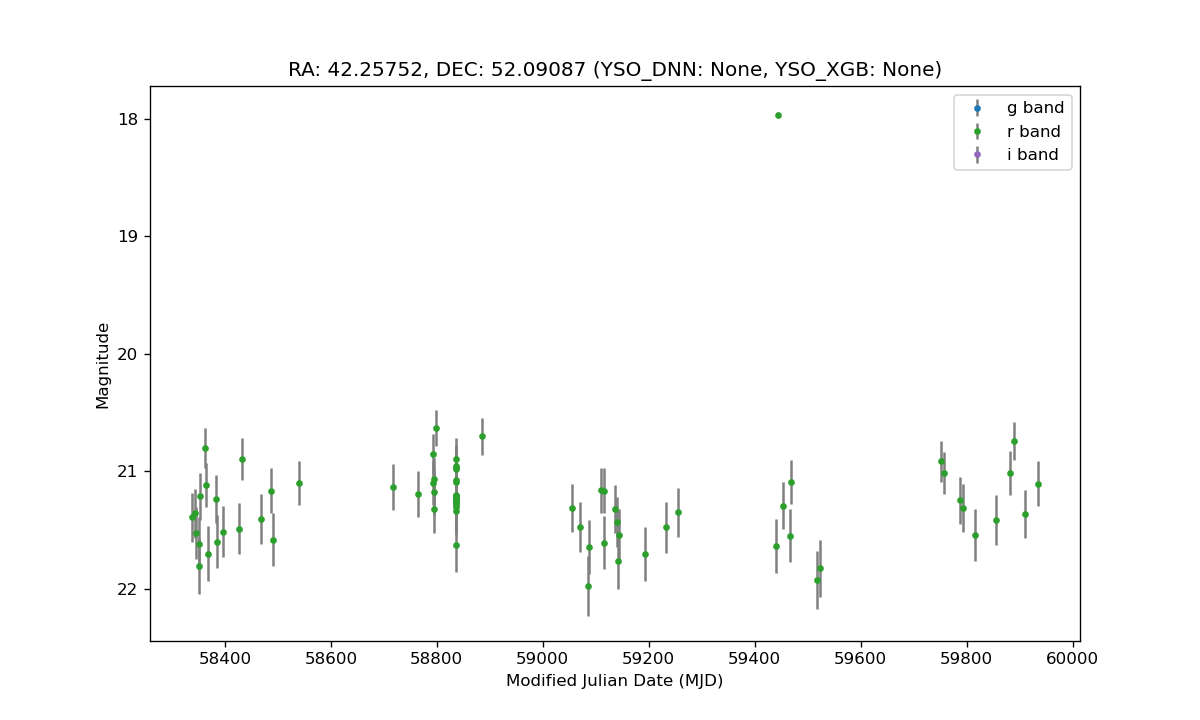 RA: 42.25752, DEC: 52.09087 (YSO_DNN: None, YSO_XGB: None)
g band
r band
i band
18
19
20
21
22
Magnitude
58400 58600 58800 59000 59200 59400 59600 59800 60000
Modified Julian Date (MJD)